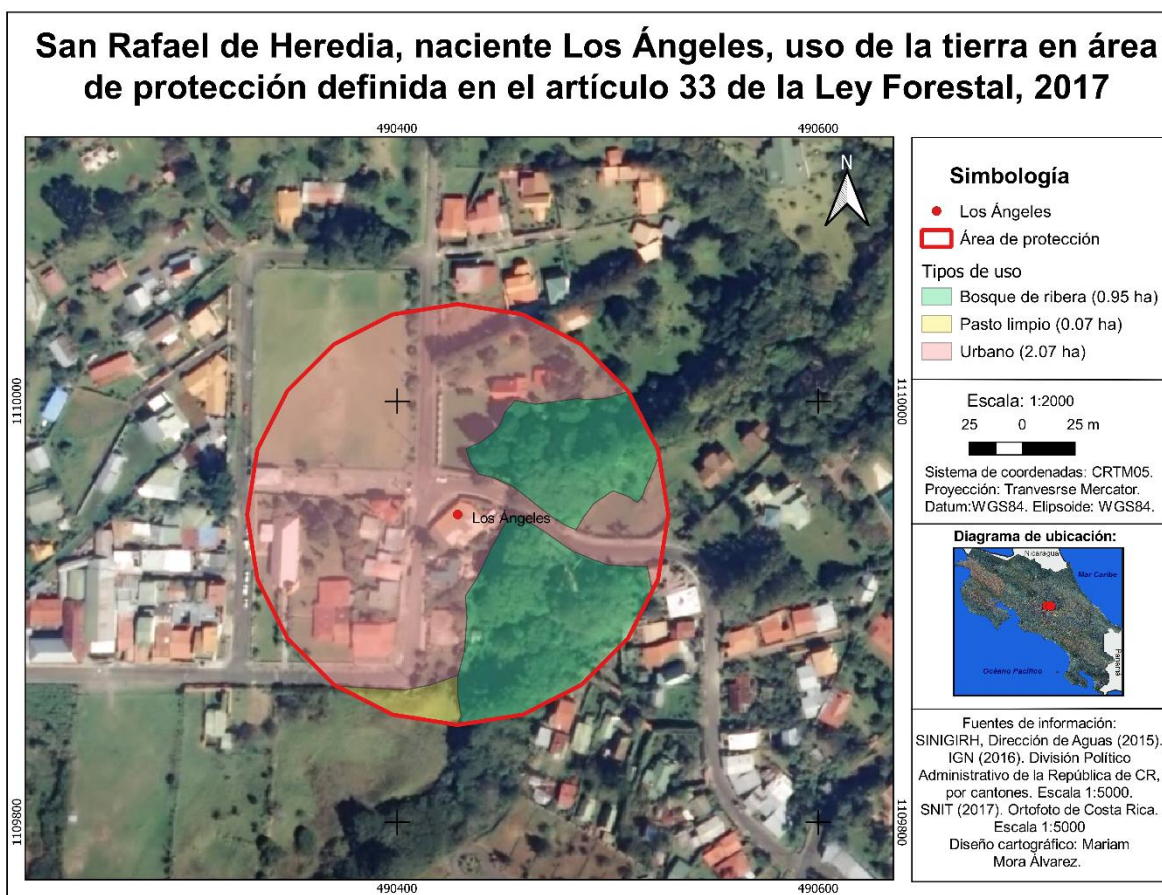 San Rafael de Heredia, naciente Los Ángeles, uso de la tierra en área
de protección definida en el artículo 33 de la Ley Forestal, 2017
490400
490600
1110000
1110000
N
Los Ángeles
1109800
1109800
490400
490600
Simbología
Los Ángeles
Área de protección
Tipos de uso
Bosque de ribera (0.95 ha)
Pasto limpio (0.07 ha)
Urbano (2.07 ha)
Escala: 1:2000
25 0 25 m
Sistema de coordenadas: CRTM05.
Proyección: Tranvesrse Mercator.
Datum:WGS84. Elipsoide: WGS84.
Diagrama de ubicación:
Nicaragua
Mar Caribe
Océano Pacífico
Panamá
Fuentes de información:
SINIGIRH, Dirección de Aguas (2015).
IGN (2016). División Político
Administrativo de la República de CR,
por cantones. Escala 1:5000.
SNIT (2017). Ortofoto de Costa Rica.
Escala 1:5000
Diseño cartográfico: Mariam
Mora Álvarez.